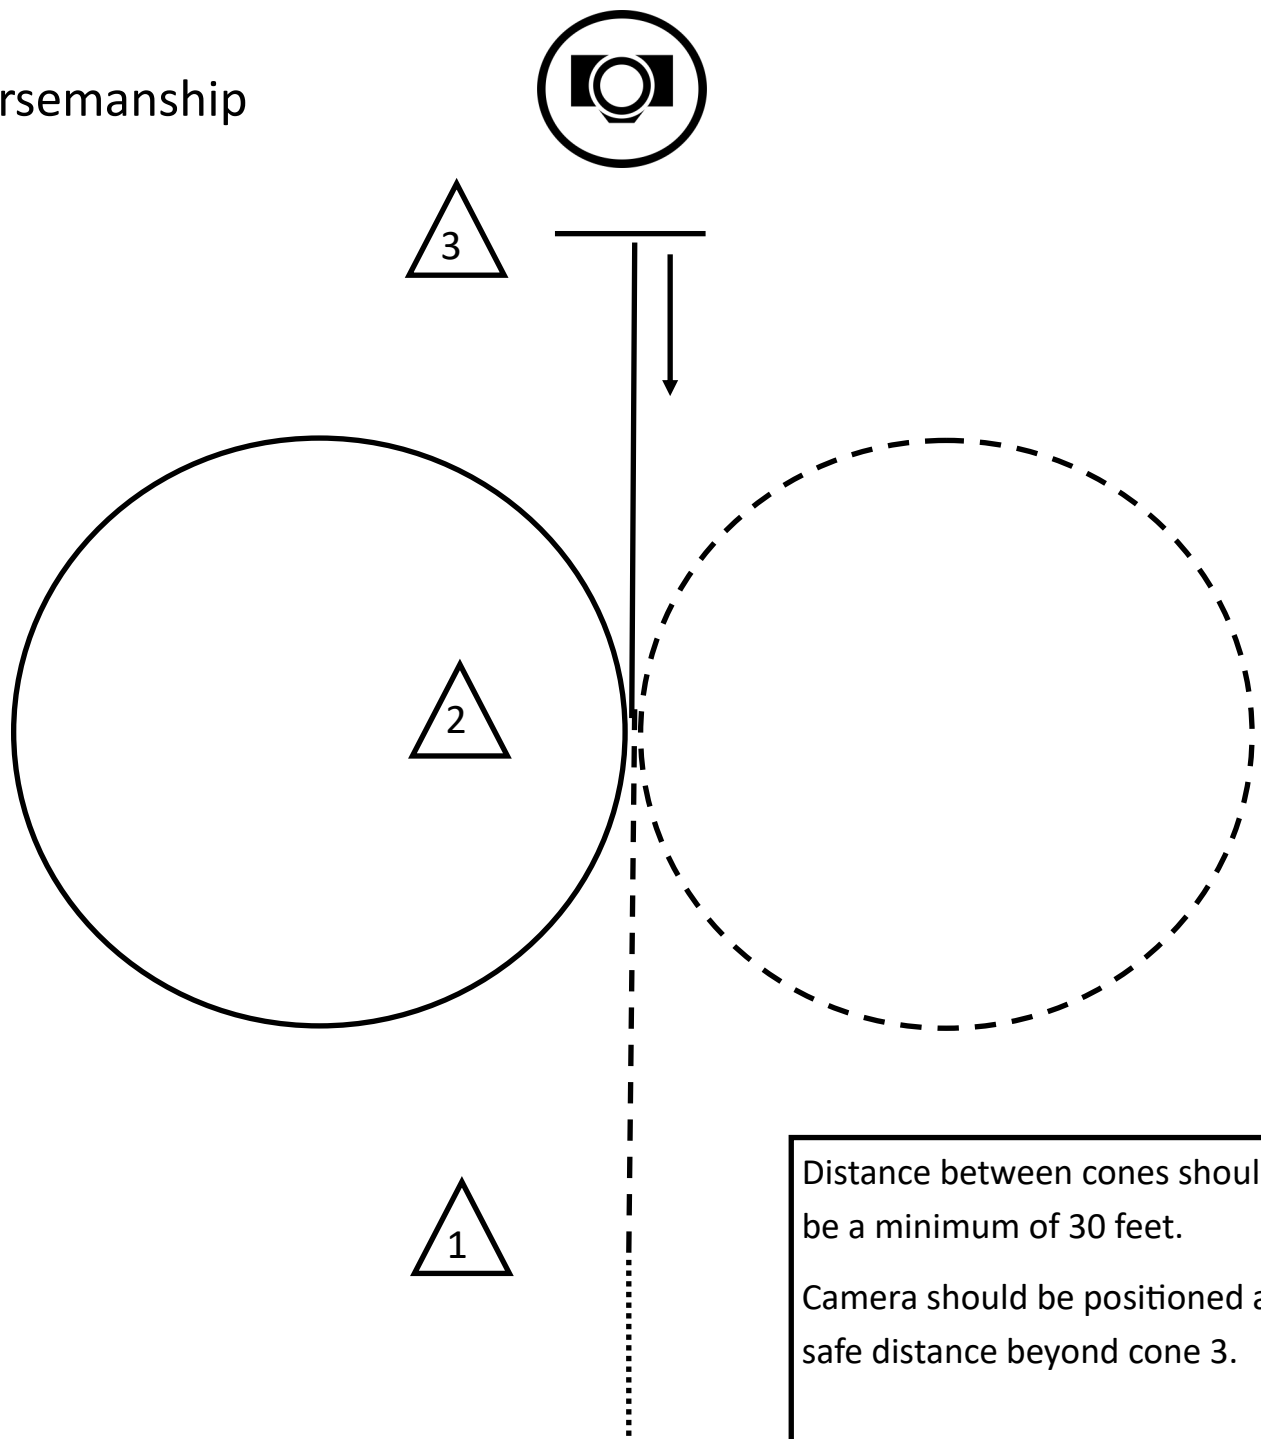 rsemanship
3
2
1
Distance between cones shoul
be a minimum of 30 feet.
Camera should be positioned a
safe distance beyond cone 3.